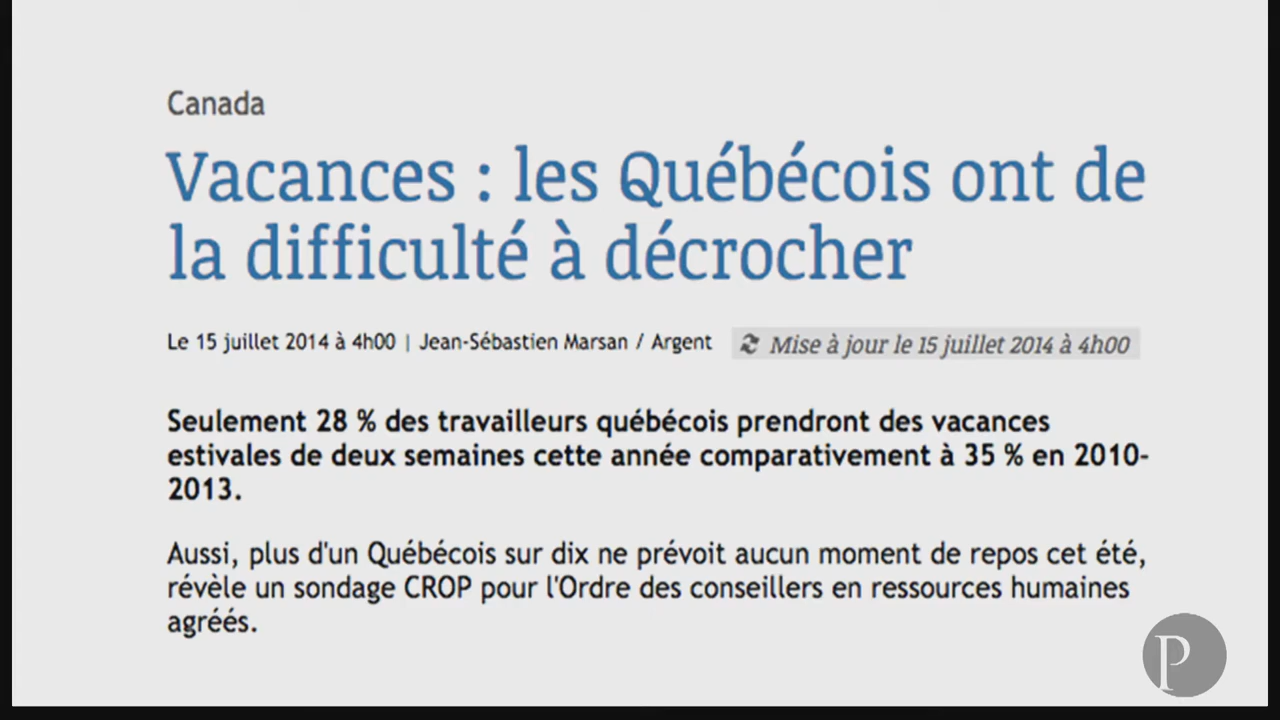 Canada
Vacances : les Québécois ont de
la difficulté à décrocher
Le 15 juillet 2014 à 4h00 | Jean-Sébastien Marsan / Argent Mise à jour le 15 juillet 2014 à 4h00
Seulement 28 % des travailleurs québécois prendront des vacances
estivales de deux semaines cette année comparativement à 35 % en 2010-
2013.
Aussi, plus d'un Québécois sur dix ne prévoit aucun moment de repos cet été,
révèle un sondage CROP pour l'Ordre des conseillers en ressources humaines
agréés.
P